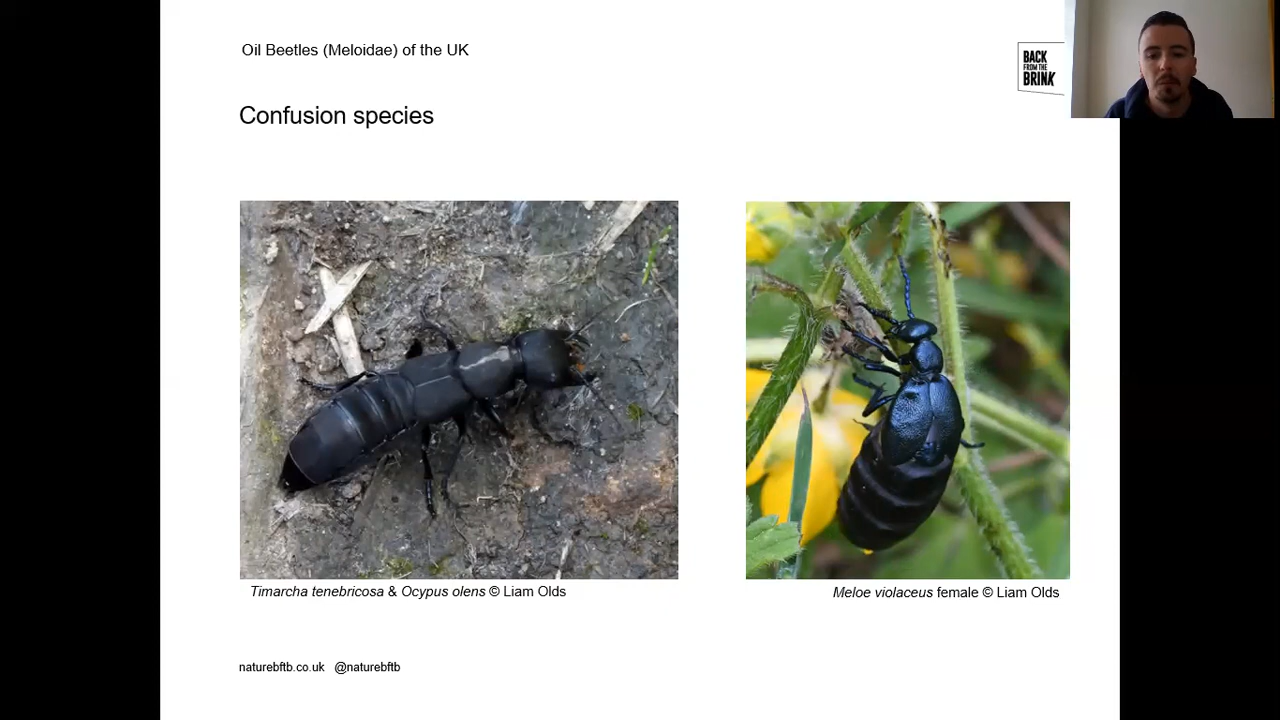 Oil Beetles (Meloidae) of the UK
BACK
FROM THE
BRINK
Confusion species
Timarcha tenebricosa & Ocypus olens © Liam Olds
Meloe violaceus female © Liam Olds
naturebftb.co.uk @naturebftb